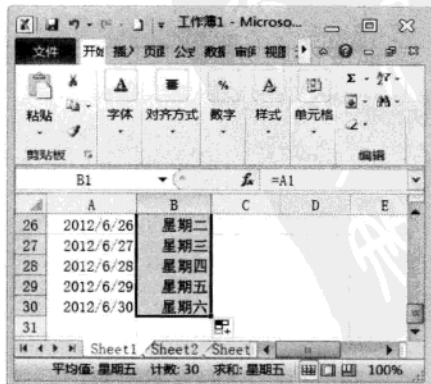 工作簿1 - Microso...
文件 开始 插入 页面 公式 数据 审阅 视图
粘贴 字体 对齐方式 数字 样式 单元格
剪贴板 编辑
B1 fx =A1
A B C D E
26 2012/6/26 星期二
27 2012/6/27 星期三
28 2012/6/28 星期四
29 2012/6/29 星期五
30 2012/6/30 星期六
31
Sheet1 Sheet2 Sheet
平均值: 星期五 计数: 30 求和: 星期五 100%